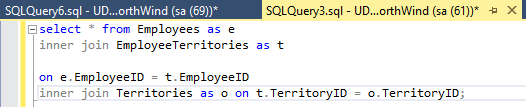 SQLQuery6.sql - UD...orthWind (sa (69))* SQLQuery3.sql - UD...orthWind (sa (61))*
select * from Employees as e
inner join EmployeeTerritories as t
on e.EmployeeID = t.EmployeeID
inner join Territories as o on t.TerritoryID = o.TerritoryID;